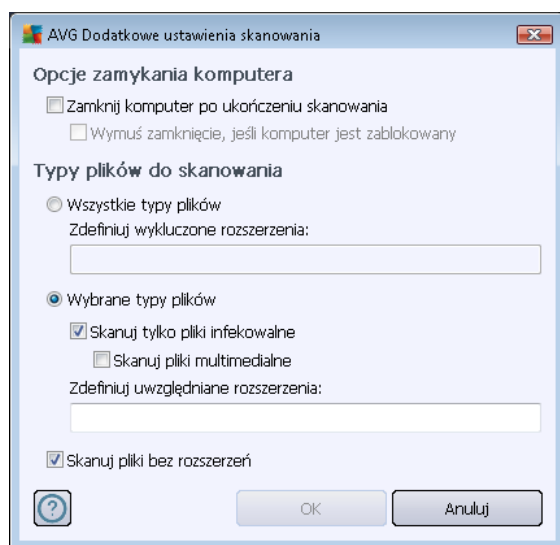 AVG Dodatkowe ustawienia skanowania
Opcje zamykania komputera
Zamknij komputer po ukończeniu skanowania
Wymuś zamknięcie, jeśli komputer jest zablokowany
Typy plików do skanowania
Wszystkie typy plików
Zdefiniuj wykluczone rozszerzenia:
Wybrane typy plików
Skanuj tylko pliki infekowalne
Skanuj pliki multimedialne
Zdefiniuj uwzględniane rozszerzenia:
Skanuj pliki bez rozszerzeń
?
OK
Anuluj